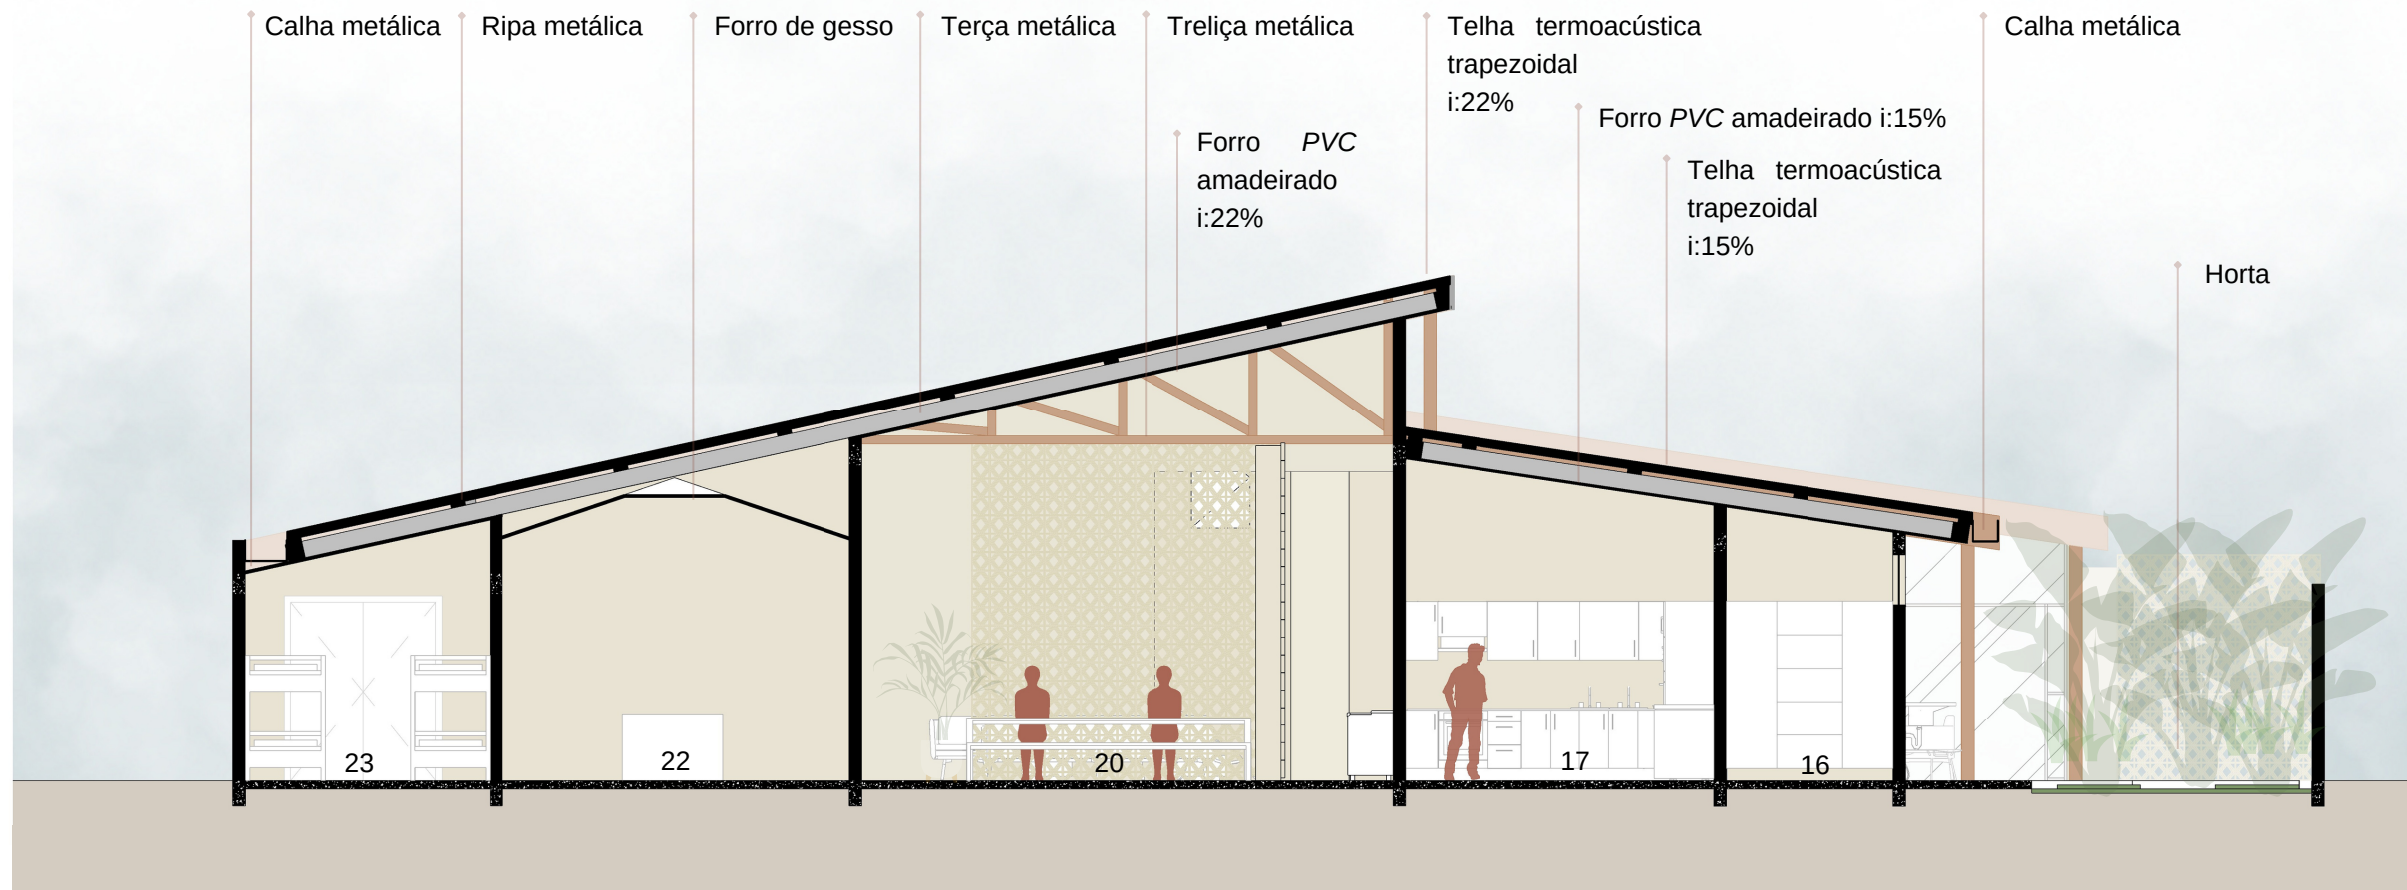 Calha metálica
Ripa metálica
Forro de gesso
Terça metálica
Treliça metálica
Telha termoacústica
trapezoidal
i:22%
Calha metálica
Forro PVC
amadeirado
i:22%
Forro PVC amadeirado i:15%
Telha termoacústica
trapezoidal
i:15%
Horta
23
22
20
17
16